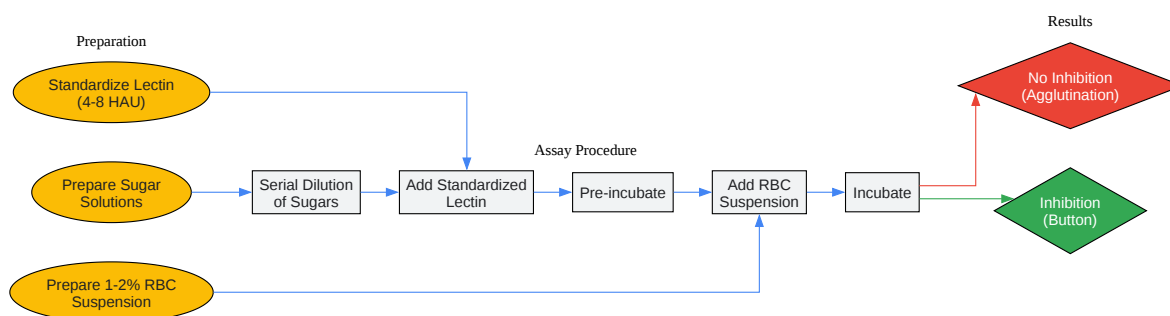 Preparation
Results
Standardize Lectin
(4-8 HAU)
No Inhibition
(Agglutination)
Assay Procedure
Prepare Sugar
Solutions
Serial Dilution
of Sugars
Add Standardized
Lectin
Pre-incubate
Add RBC
Suspension
Incubate
Inhibition
(Button)
Prepare 1-2% RBC
Suspension